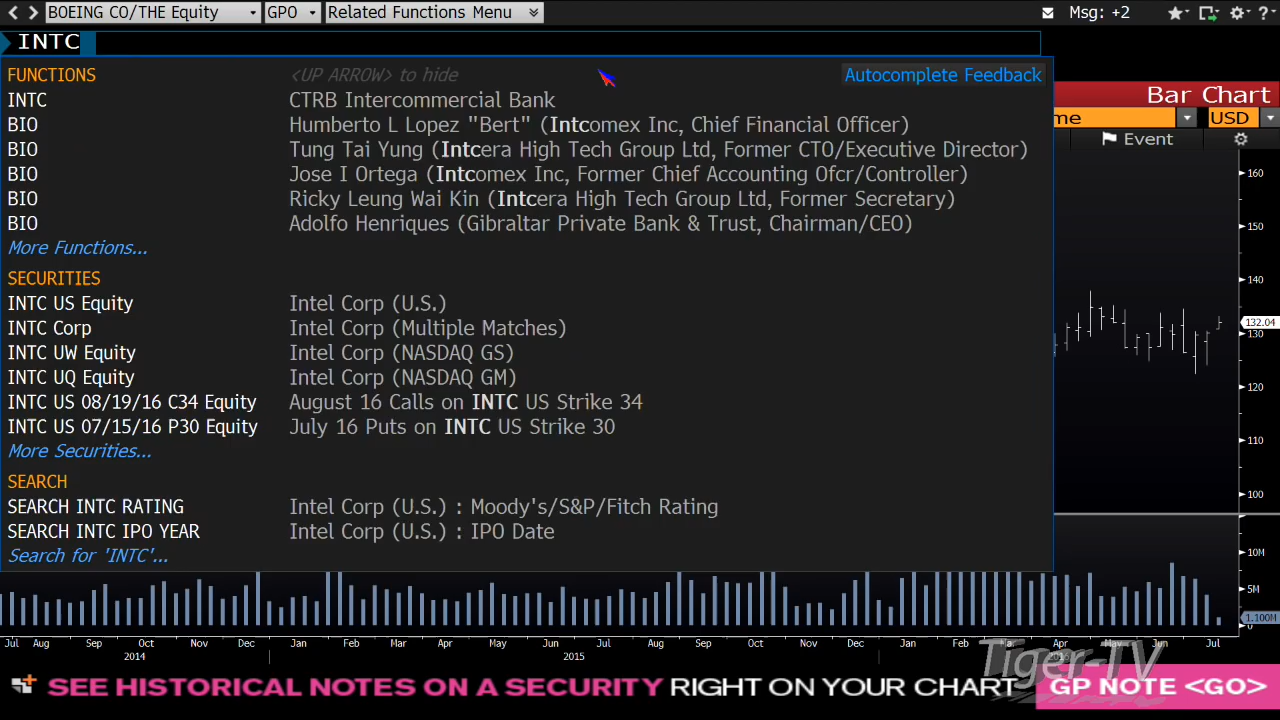 BOEING CO/THE Equity GPO Related Functions Menu Msg: +2 ?
INTC
FUNCTIONS <UP ARROW> to hide Autocomplete Feedback
INTC CTRB Intercommercial Bank
BIO Humberto L Lopez "Bert" (Intcomex Inc, Chief Financial Officer)
BIO Tung Tai Yung (Intcera High Tech Group Ltd, Former CTO/Executive Director)
BIO Jose I Ortega (Intcomex Inc, Former Chief Accounting Ofcr/Controller)
BIO Ricky Leung Wai Kin (Intcera High Tech Group Ltd, Former Secretary)
BIO Adolfo Henriques (Gibraltar Private Bank & Trust, Chairman/CEO)
More Functions...
SECURITIES
INTC US Equity Intel Corp (U.S.)
INTC Corp Intel Corp (Multiple Matches)
INTC UW Equity Intel Corp (NASDAQ GS)
INTC UQ Equity Intel Corp (NASDAQ GM)
INTC US 08/19/16 C34 Equity August 16 Calls on INTC US Strike 34
INTC US 07/15/16 P30 Equity July 16 Puts on INTC US Strike 30
More Securities...
SEARCH
SEARCH INTC RATING Intel Corp (U.S.) : Moody's/S&P/Fitch Rating
SEARCH INTC IPO YEAR Intel Corp (U.S.) : IPO Date
Search for 'INTC'...
Bar Chart
me USD
Event
160
150
140
132.04
130
120
110
100
10M
5M
1.100M
0
Jul Aug Sep Oct Nov Dec Jan Feb Mar Apr May Jun Jul Aug Sep Oct Nov Dec Jan Feb Mar Apr May Jun Jul
2014 2015 2016
Tiger-TV
SEE HISTORICAL NOTES ON A SECURITY RIGHT ON YOUR CHART GP NOTE <GO>